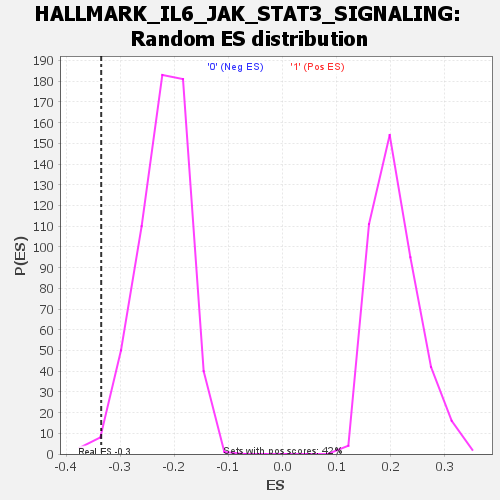 HALLMARK_IL6_JAK_STAT3_SIGNALING:
Random ES distribution
'0' (Neg ES) '1' (Pos ES)
190
180
170
160
150
140
130
120
110
100
90
80
70
60
50
40
30
20
10
0
P(ES)
Real ES -0.3
Sets with pos scores: 42%
-0.4 -0.3 -0.2 -0.1 0.0 0.1 0.2 0.3
ES